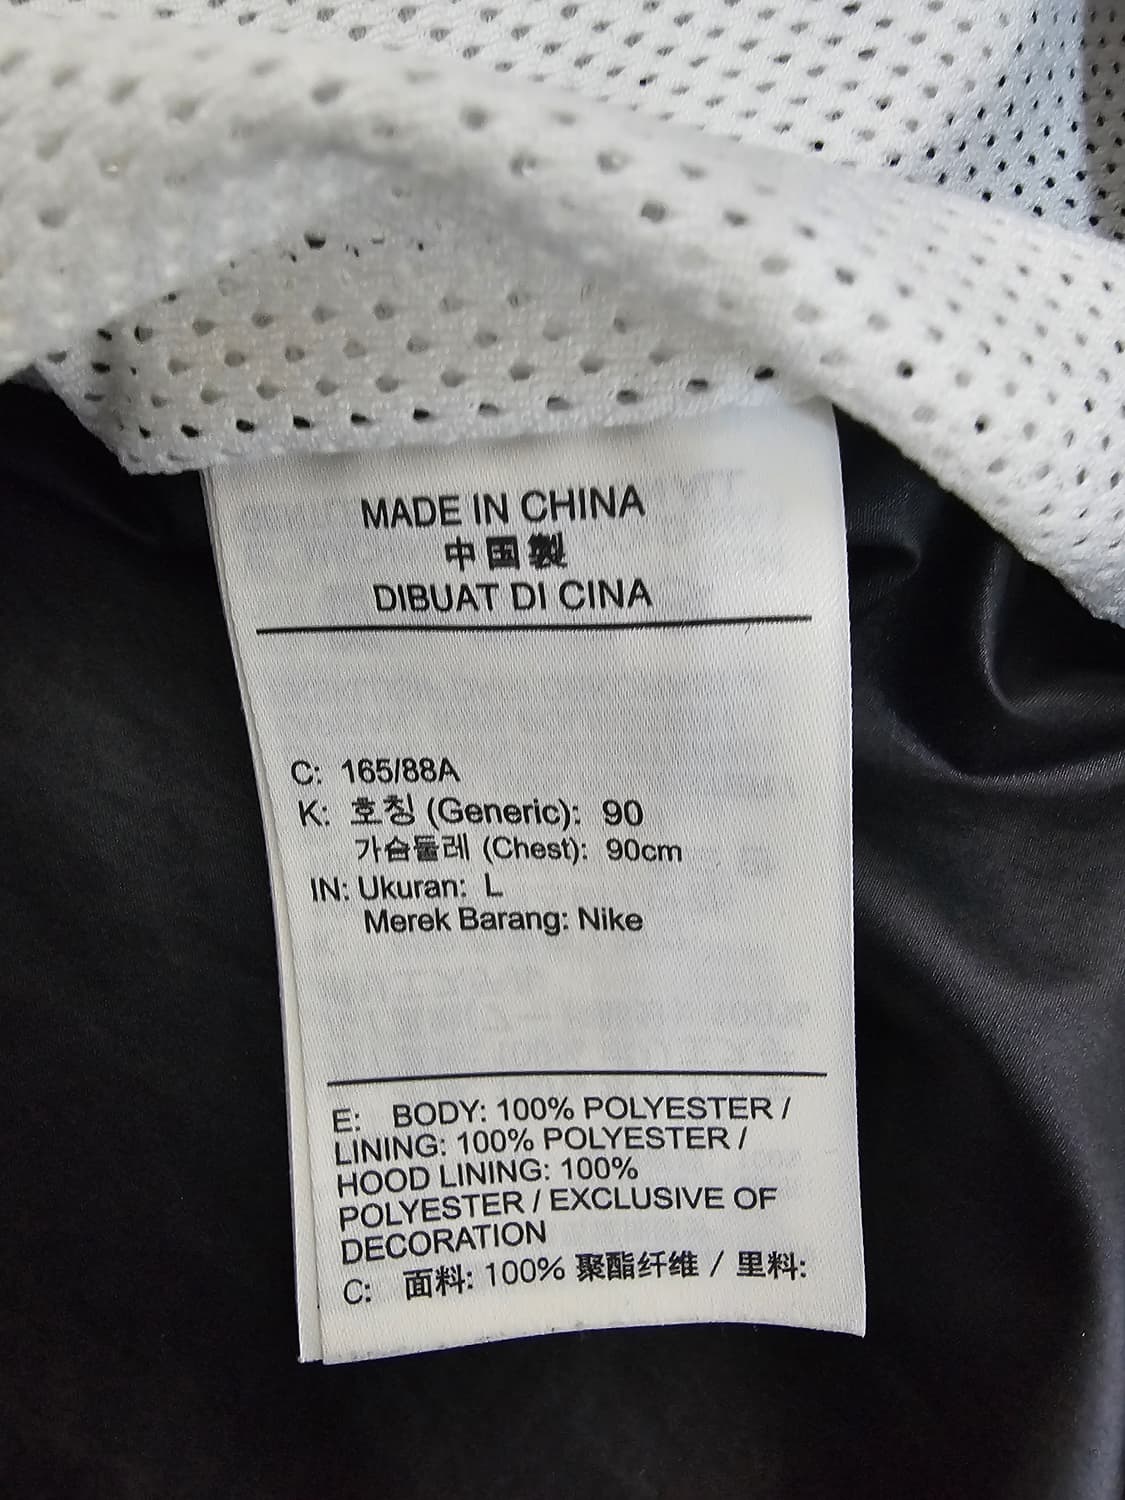 MADE IN CHINA
中国製
DIBUAT DI CINA
C: 165/88A
K: 호칭 (Generic): 90
가슴둘레 (Chest): 90cm
IN: Ukuran: L
Merek Barang: Nike
E: BODY: 100% POLYESTER /
LINING: 100% POLYESTER /
HOOD LINING: 100%
POLYESTER / EXCLUSIVE OF
DECORATION
C: 面料: 100% 聚酯纤维 / 里料: